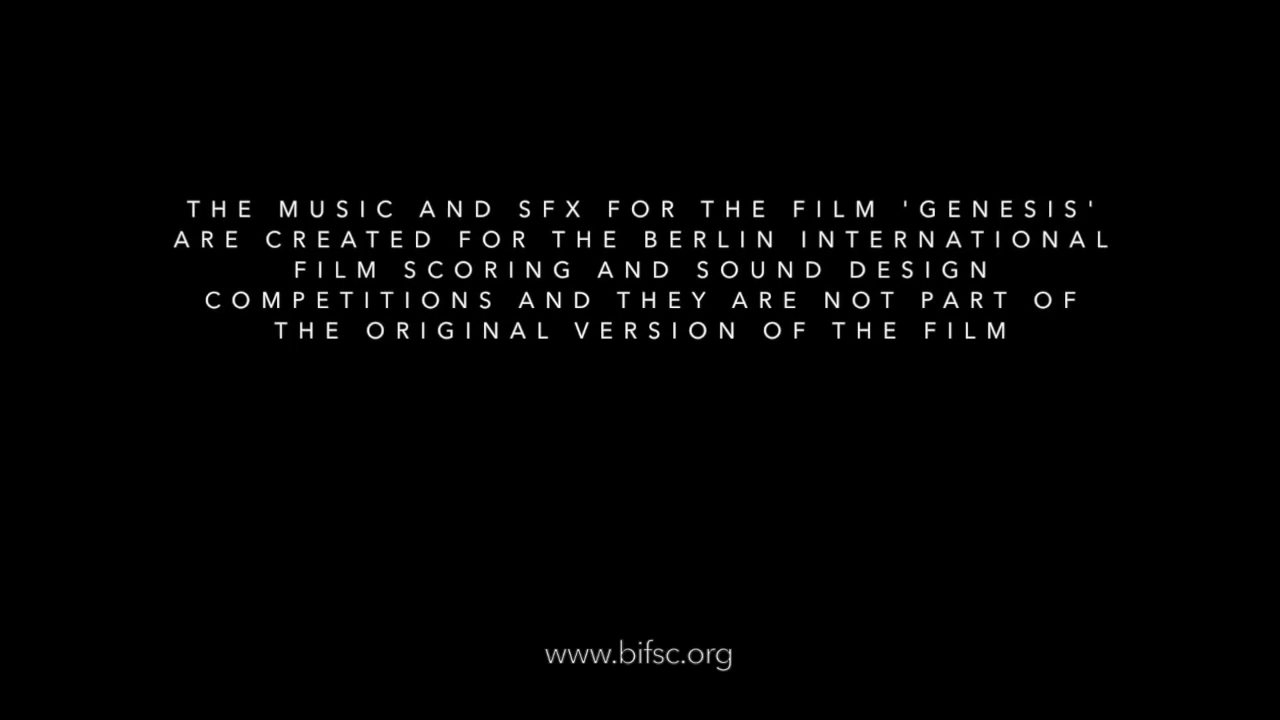 THE MUSIC AND SFX FOR THE FILM 'GENESIS'
ARE CREATED FOR THE BERLIN INTERNATIONAL
FILM SCORING AND SOUND DESIGN
COMPETITIONS AND THEY ARE NOT PART OF
THE ORIGINAL VERSION OF THE FILM
www.bifsc.org